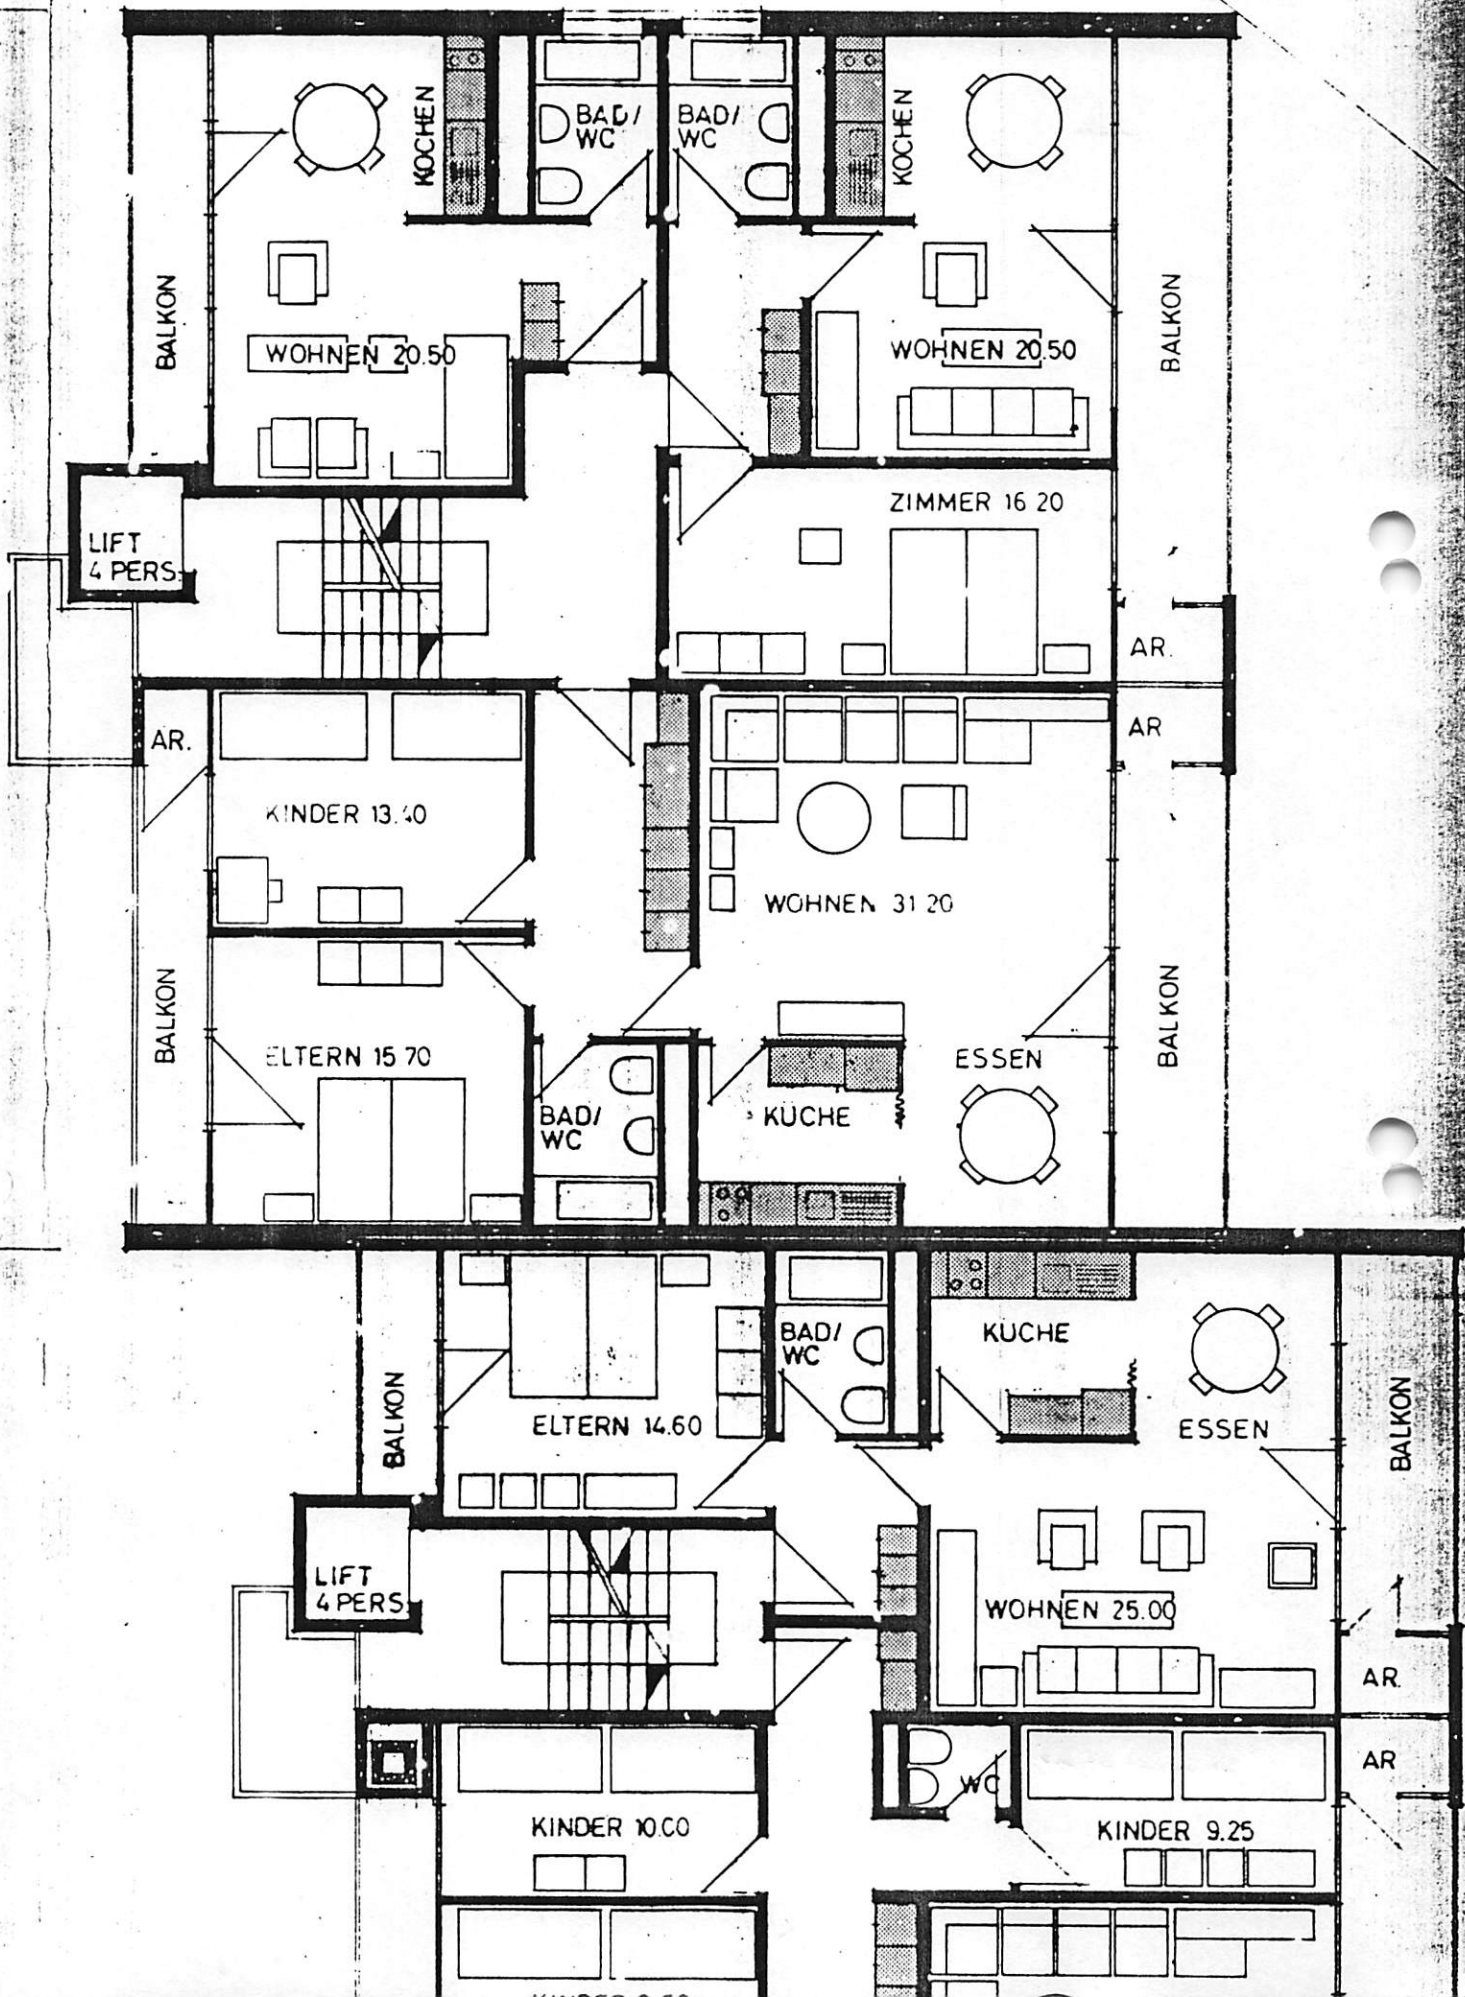 KOCHEN
BAD/
WC
BAD/
WC
KOCHEN
BALKON
WOHNEN 20.50
WOHNEN 20.50
BALKON
ZIMMER 16 20
LIFT
4 PERS.
AR.
AR.
AR
KINDER
WOHNEN 31 20
BALKON
ELTERN 15 70
BALKON
ESSEN
BAD/
WC
KÜCHE
BAD/
WC
KÜCHE
BALKON
ELTERN 14.60
ESSEN
BALKON
LIFT
4 PERS.
WOHNEN 25.00
AR.
WC
AR
KINDER 10.00
KINDER 9.25